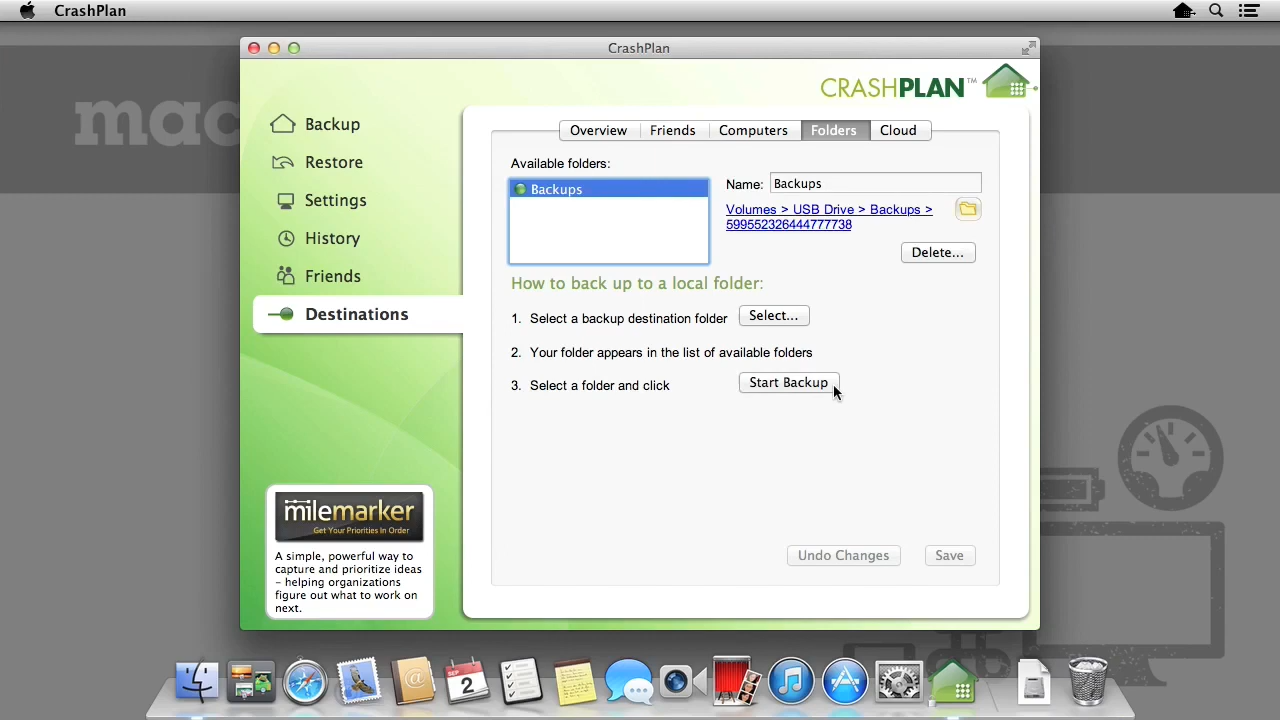 CrashPlan
CrashPlan
mac
CRASHPLAN™
Backup
Restore
Settings
History
Friends
Destinations
Overview
Friends
Computers
Folders
Cloud
Available folders:
Backups
Name:
Backups
Volumes > USB Drive > Backups >
599552326444777738
Delete...
How to back up to a local folder:
1. Select a backup destination folder
Select...
2. Your folder appears in the list of available folders
3. Select a folder and click
Start Backup
milemarker
Get Your Priorities In Order
A simple, powerful way to
capture and prioritize ideas
– helping organizations
figure out what to work on
next.
Undo Changes
Save
SEP
2